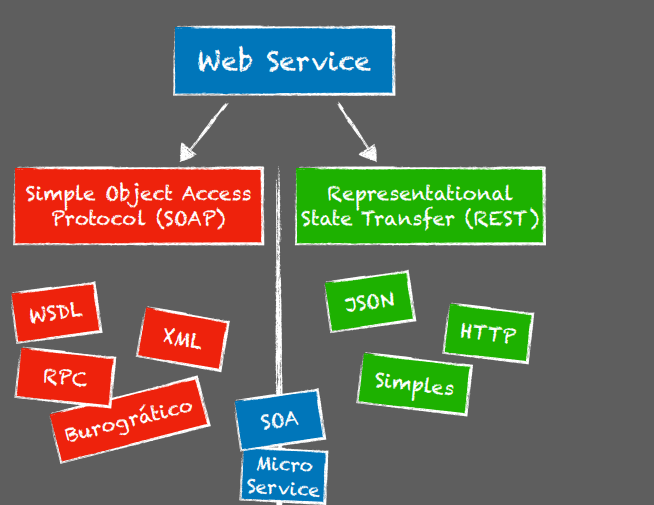 Web Service
Simple Object Access
Protocol (SOAP)
Representational
State Transfer (REST)
WSDL
XML
RPC
Burogrático
JSON
HTTP
Simples
SOA
Micro
Service